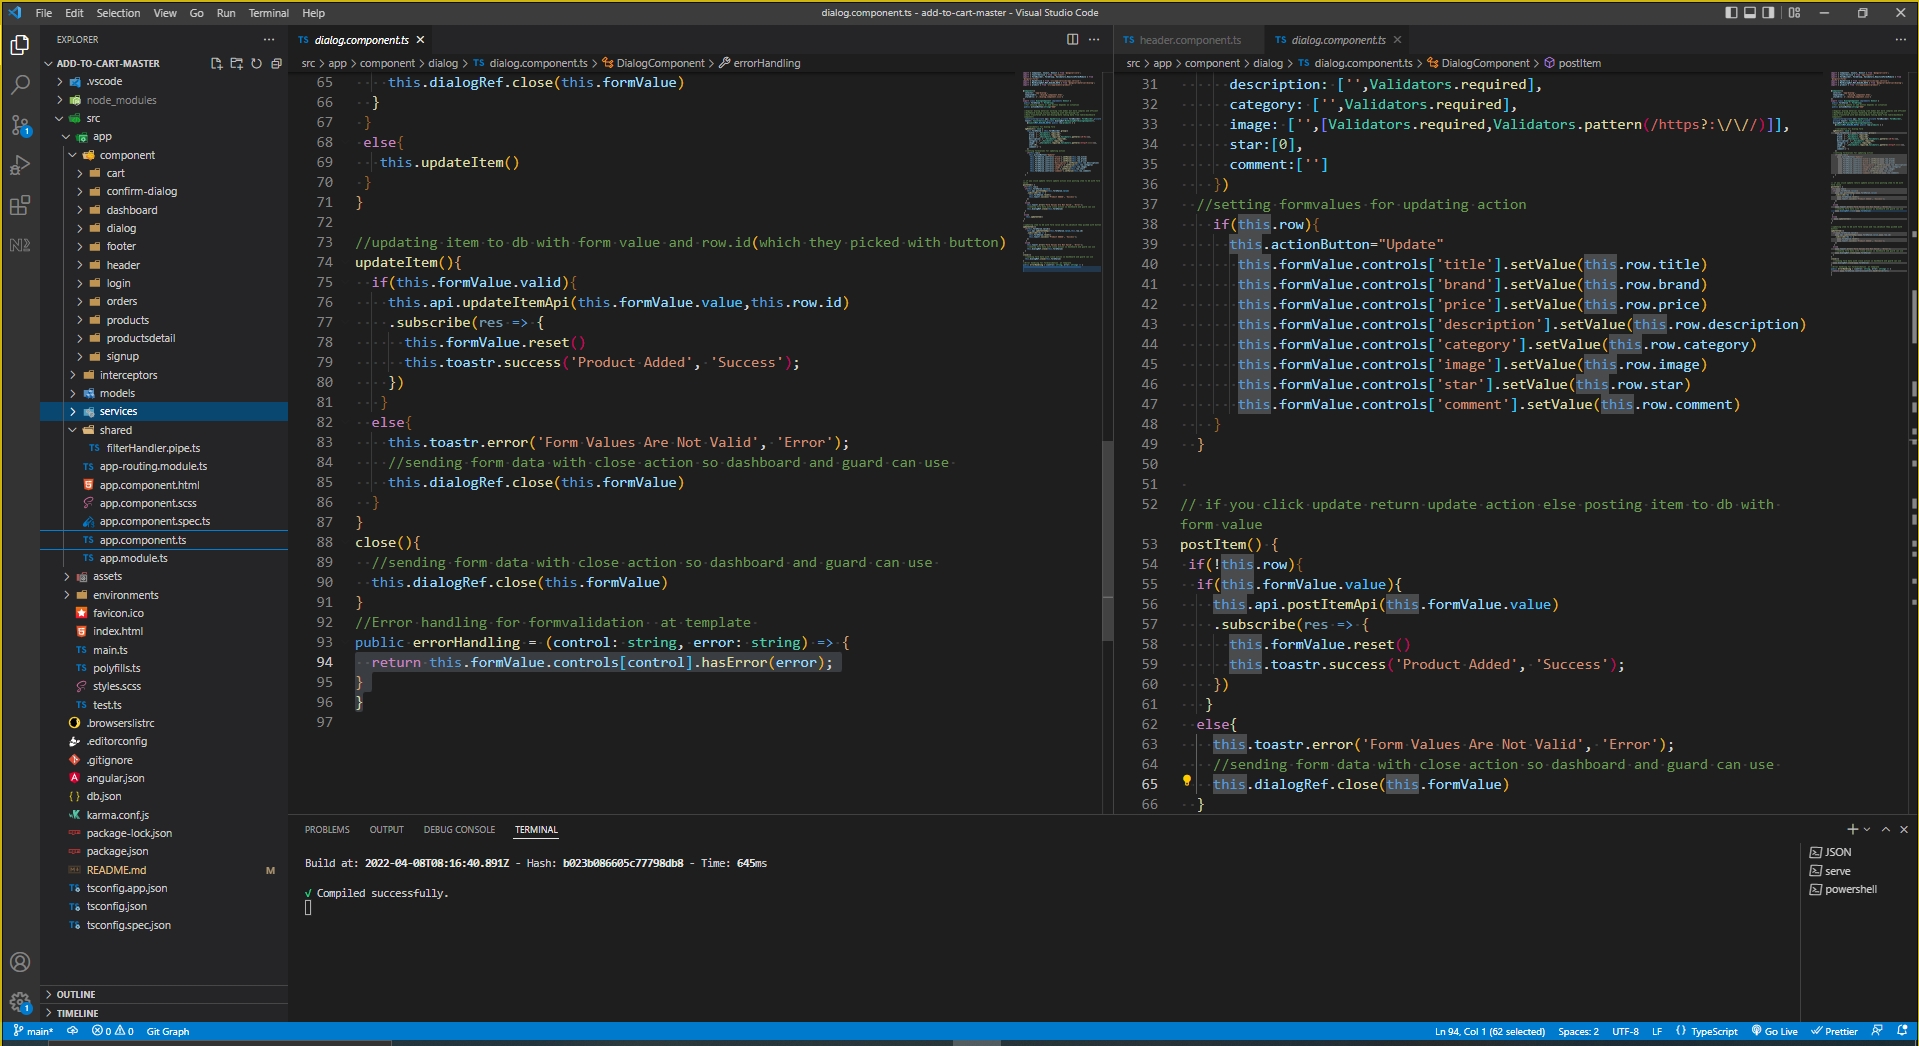 File Edit Selection View Go Run Terminal Help
dialog.component.ts - add-to-cart-master - Visual Studio Code
EXPLORER
ADD-TO-CART-MASTER
.vscode
node_modules
src
app
component
cart
confirm-dialog
dashboard
dialog
footer
header
login
orders
products
productsdetail
signup
interceptors
models
services
shared
TS filterHandler.pipe.ts
TS app-routing.module.ts
app.component.html
app.component.scss
app.component.spec.ts
TS app.component.ts
TS app.module.ts
assets
environments
favicon.ico
index.html
TS main.ts
TS polyfills.ts
styles.scss
TS test.ts
.browserslistrc
.editorconfig
.gitignore
angular.json
{ } db.json
karma.conf.js
package-lock.json
package.json
README.md M
TS tsconfig.app.json
TS tsconfig.json
TS tsconfig.spec.json
OUTLINE
TIMELINE
TS dialog.component.ts
src > app > component > dialog > TS dialog.component.ts > DialogComponent > errorHandling
65 this.dialogRef.close(this.formValue)
66 }
67 }
68 else{
69 this.updateItem()
70 }
71 }
72
73 //updating item to db with form value and row.id(which they picked with button)
74 updateItem(){
75 if(this.formValue.valid){
76 this.api.updateItemApi(this.formValue.value,this.row.id)
77 .subscribe(res => {
78 this.formValue.reset()
79 this.toastr.success('Product Added', 'Success');
80 })
81 }
82 else{
83 this.toastr.error('Form Values Are Not Valid', 'Error');
84 //sending form data with close action so dashboard and guard can use
85 this.dialogRef.close(this.formValue)
86 }
87 }
88 close(){
89 //sending form data with close action so dashboard and guard can use
90 this.dialogRef.close(this.formValue)
91 }
92 //Error handling for formvalidation  at template
93 public errorHandling = (control: string, error: string) => {
94 return this.formValue.controls[control].hasError(error);
95 }
96 }
97
TS header.component.ts TS dialog.component.ts
src > app > component > dialog > TS dialog.component.ts > DialogComponent > postItem
31 description: ['',Validators.required],
32 category: ['',Validators.required],
33 image: ['',[Validators.required,Validators.pattern(/https?:\/\//)]],
34 star:[0],
35 comment:['']
36 })
37 //setting formvalues for updating action
38 if(this.row){
39 this.actionButton="Update"
40 this.formValue.controls['title'].setValue(this.row.title)
41 this.formValue.controls['brand'].setValue(this.row.brand)
42 this.formValue.controls['price'].setValue(this.row.price)
43 this.formValue.controls['description'].setValue(this.row.description)
44 this.formValue.controls['category'].setValue(this.row.category)
45 this.formValue.controls['image'].setValue(this.row.image)
46 this.formValue.controls['star'].setValue(this.row.star)
47 this.formValue.controls['comment'].setValue(this.row.comment)
48 }
49 }
50
51
52 // if you click update return update action else posting item to db with
form value
53 postItem() {
54 if(!this.row){
55 if(this.formValue.value){
56 this.api.postItemApi(this.formValue.value)
57 .subscribe(res => {
58 this.formValue.reset()
59 this.toastr.success('Product Added', 'Success');
60 })
61 }
62 else{
63 this.toastr.error('Form Values Are Not Valid', 'Error');
64 //sending form data with close action so dashboard and guard can use
65 this.dialogRef.close(this.formValue)
66 }
PROBLEMS OUTPUT DEBUG CONSOLE TERMINAL
Build at: 2022-04-08T08:16:40.891Z - Hash: b023b086605c77798db8 - Time: 645ms
√ Compiled successfully.
JSON
serve
powershell
main* 0 0 Git Graph
Ln 94, Col 1 (62 selected) Spaces: 2 UTF-8 LF { } TypeScript Go Live Prettier